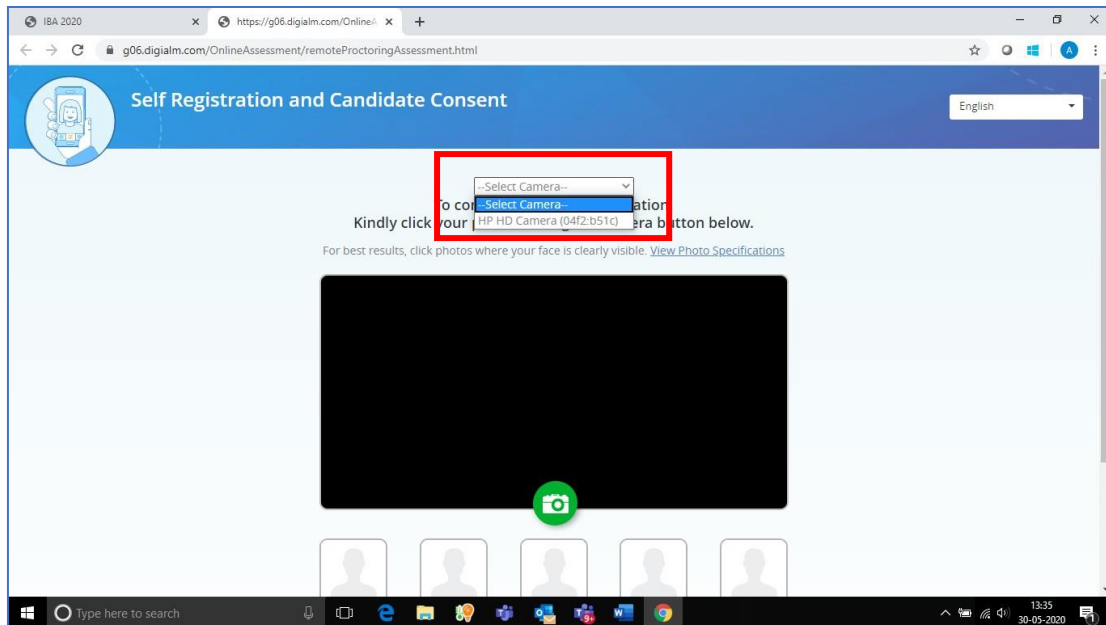 IBA 2020
https://g06.digialm.com/OnlineA
g06.digialm.com/OnlineAssessment/remoteProctoringAssessment.html
A
Self Registration and Candidate Consent
English
--Select Camera--
--Select Camera--
HP HD Camera (04f2:b51c)
To co
Kindly click your
button below.
For best results, click photos where your face is clearly visible. View Photo Specifications
Type here to search
13:35
30-05-2020